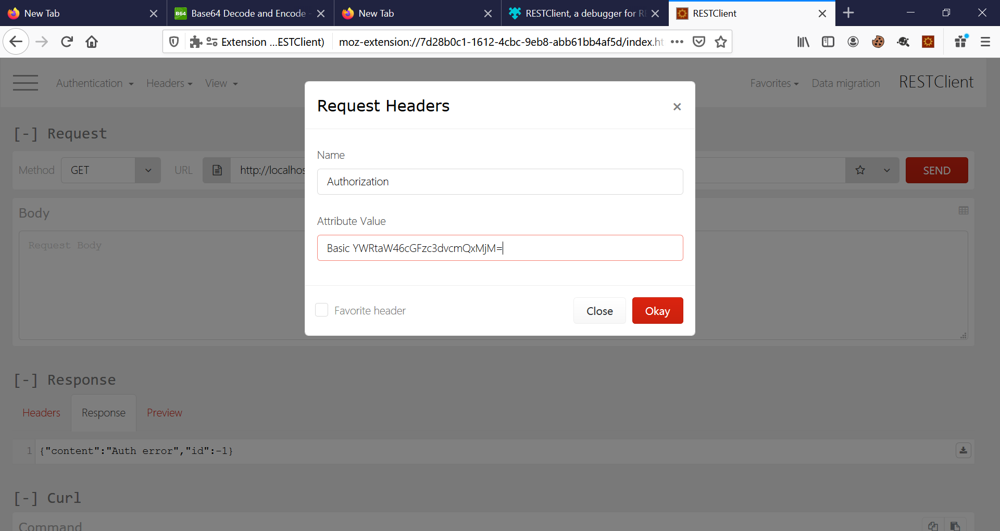 New Tab
B64 Base64 Decode and Encode -
New Tab
RESTClient, a debugger for RE
RESTClient
Extension ...ESTClient)
moz-extension://7d28b0c1-1612-4cbc-9eb8-abb61bb4af5d/index.ht
Authentication
Headers
View
Favorites
Data migration
RESTClient
Request Headers
×
[-] Request
Name
Method
GET
URL
http://localhos
Authorization
SEND
Body
Attribute Value
Request Body
Basic YWRtaW46cGFzc3dvcmQxMjM=
Favorite header
Close
Okay
[-] Response
Headers
Response
Preview
1
{"content":"Auth error","id":-1}
[-] Curl
Command